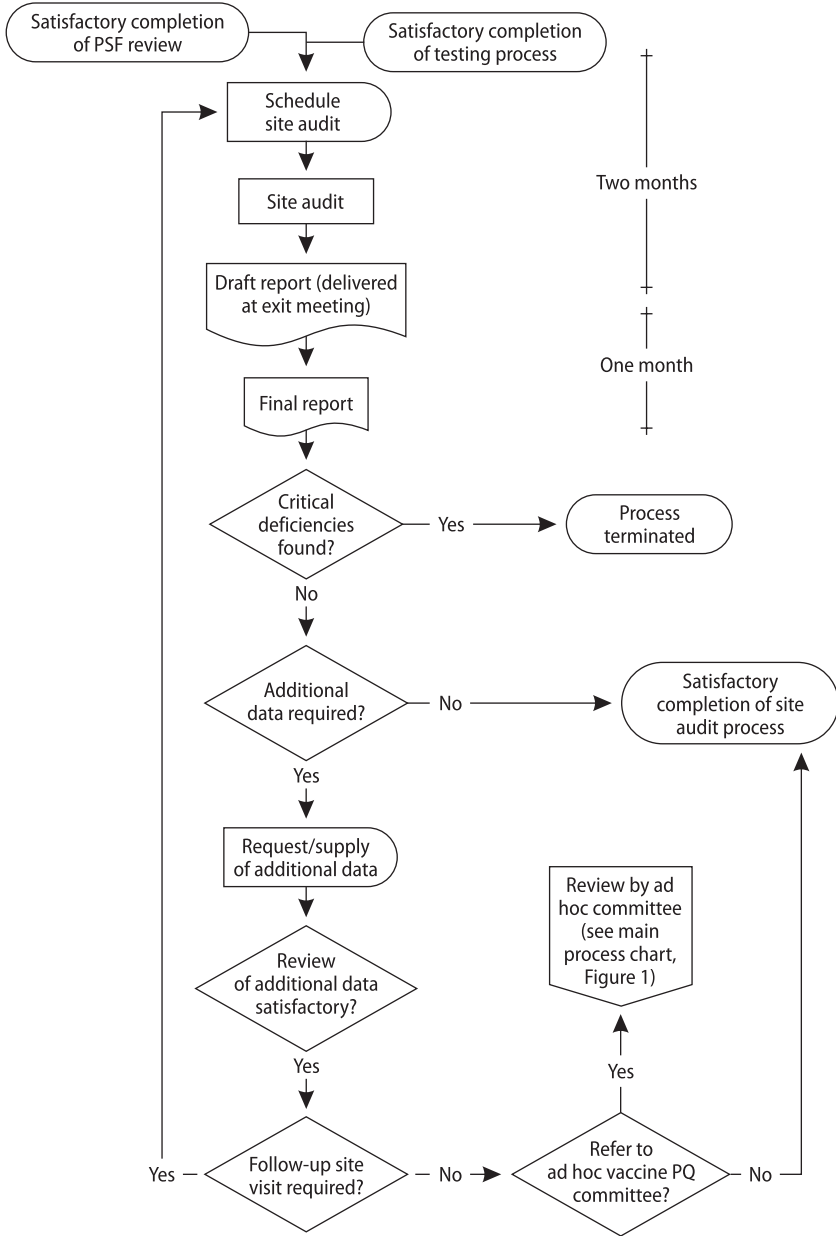 Satisfactory completion
of PSF review
Satisfactory completion
of testing process
Schedule
site audit
Two months
Site audit
Draft report (delivered
at exit meeting)
One month
Final report
Critical
deficiencies
found?
Yes
Process
terminated
No
Additional
data required?
No
Satisfactory
completion of site
audit process
Yes
Request/supply
of additional data
Review by ad
hoc committee
(see main
process chart,
Figure 1)
Review
of additional data
satisfactory?
Yes
Yes
Yes
Follow-up site
visit required?
No
Refer to
ad hoc vaccine PQ
committee?
No